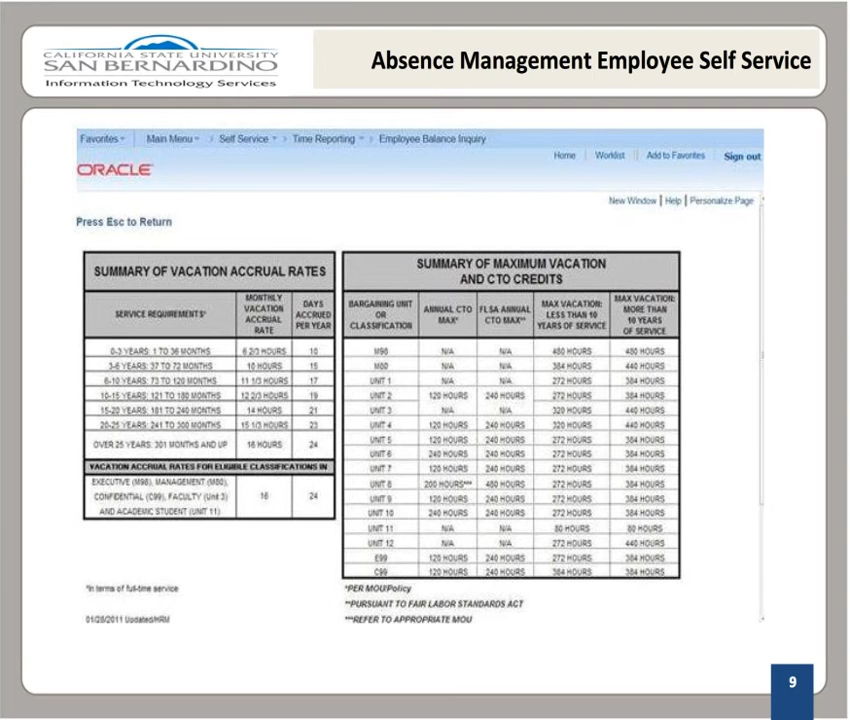 CALIFORNIA STATE UNIVERSITY
SAN BERNARDINO
Information Technology Services
Absence Management Employee Self Service
Favorites Main Menu > Self Service > Time Reporting > Employee Balance Inquiry
Home | Worklist | Add to Favorites Sign out
ORACLE
New Window | Help | Personalize Page
Press Esc to Return
SUMMARY OF VACATION ACCRUAL RATES
SERVICE REQUIREMENTS* MONTHLY VACATION ACCRUAL RATE DAYS ACCRUED PER YEAR
0-3 YEARS: 1 TO 36 MONTHS 6 2/3 HOURS 10
3-6 YEARS: 37 TO 72 MONTHS 10 HOURS 15
6-10 YEARS: 73 TO 120 MONTHS 11 1/3 HOURS 17
10-15 YEARS: 121 TO 180 MONTHS 12 2/3 HOURS 19
15-20 YEARS: 181 TO 240 MONTHS 14 HOURS 21
20-25 YEARS: 241 TO 300 MONTHS 15 1/3 HOURS 23
OVER 25 YEARS: 301 MONTHS AND UP 16 HOURS 24
VACATION ACCRUAL RATES FOR ELIGIBLE CLASSIFICATIONS IN
EXECUTIVE (M98), MANAGEMENT (M80),
CONFIDENTIAL (C99), FACULTY (Unit 3) 16 24
AND ACADEMIC STUDENT (UNIT 11)
*In terms of full-time service
01/28/2011 Updated/HRM
SUMMARY OF MAXIMUM VACATION
AND CTO CREDITS
BARGAINING UNIT OR CLASSIFICATION ANNUAL CTO MAX* FLSA ANNUAL CTO MAX** MAX VACATION: LESS THAN 10 YEARS OF SERVICE MAX VACATION: MORE THAN 10 YEARS OF SERVICE
M98 N/A N/A 480 HOURS 480 HOURS
M80 N/A N/A 384 HOURS 440 HOURS
UNIT 1 N/A N/A 272 HOURS 384 HOURS
UNIT 2 120 HOURS 240 HOURS 272 HOURS 384 HOURS
UNIT 3 N/A N/A 320 HOURS 440 HOURS
UNIT 4 120 HOURS 240 HOURS 320 HOURS 440 HOURS
UNIT 5 120 HOURS 240 HOURS 272 HOURS 384 HOURS
UNIT 6 240 HOURS 240 HOURS 272 HOURS 384 HOURS
UNIT 7 120 HOURS 240 HOURS 272 HOURS 384 HOURS
UNIT 8 200 HOURS*** 480 HOURS 272 HOURS 384 HOURS
UNIT 9 120 HOURS 240 HOURS 272 HOURS 384 HOURS
UNIT 10 240 HOURS 240 HOURS 272 HOURS 384 HOURS
UNIT 11 N/A N/A 80 HOURS 80 HOURS
UNIT 12 N/A N/A 272 HOURS 440 HOURS
E99 120 HOURS 240 HOURS 272 HOURS 384 HOURS
C99 120 HOURS 240 HOURS 384 HOURS 384 HOURS
*PER MOU/Policy
**PURSUANT TO FAIR LABOR STANDARDS ACT
***REFER TO APPROPRIATE MOU
9